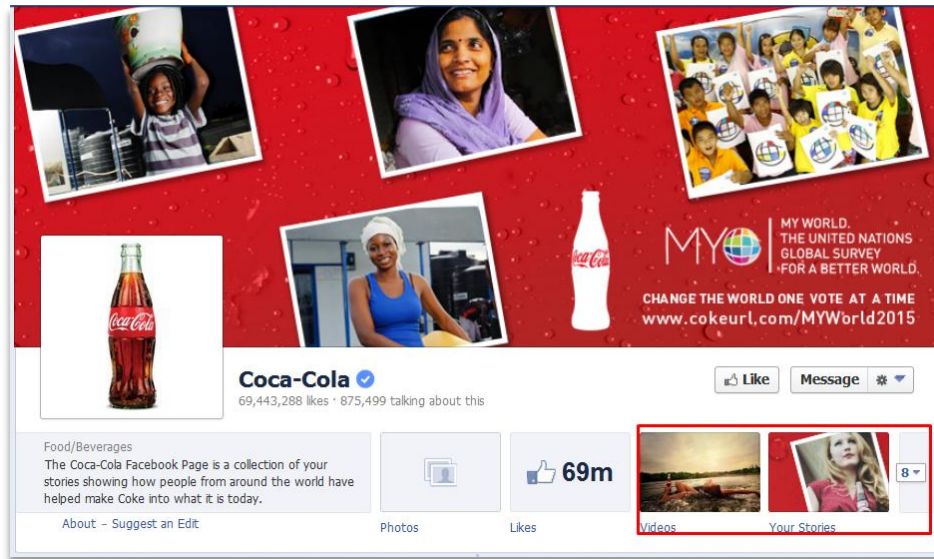 MY
MY WORLD.
THE UNITED NATIONS
GLOBAL SURVEY
FOR A BETTER WORLD.
CHANGE THE WORLD ONE VOTE AT A TIME
www.cokeurl.com/MYWorld2015
Coca-Cola
Coca-Cola
Coca-Cola
69,443,288 likes · 875,499 talking about this
Like
Message
Food/Beverages
The Coca-Cola Facebook Page is a collection of your
stories showing how people from around the world have
helped make Coke into what it is today.
About – Suggest an Edit
Photos
69m
Likes
Videos
Your Stories
8